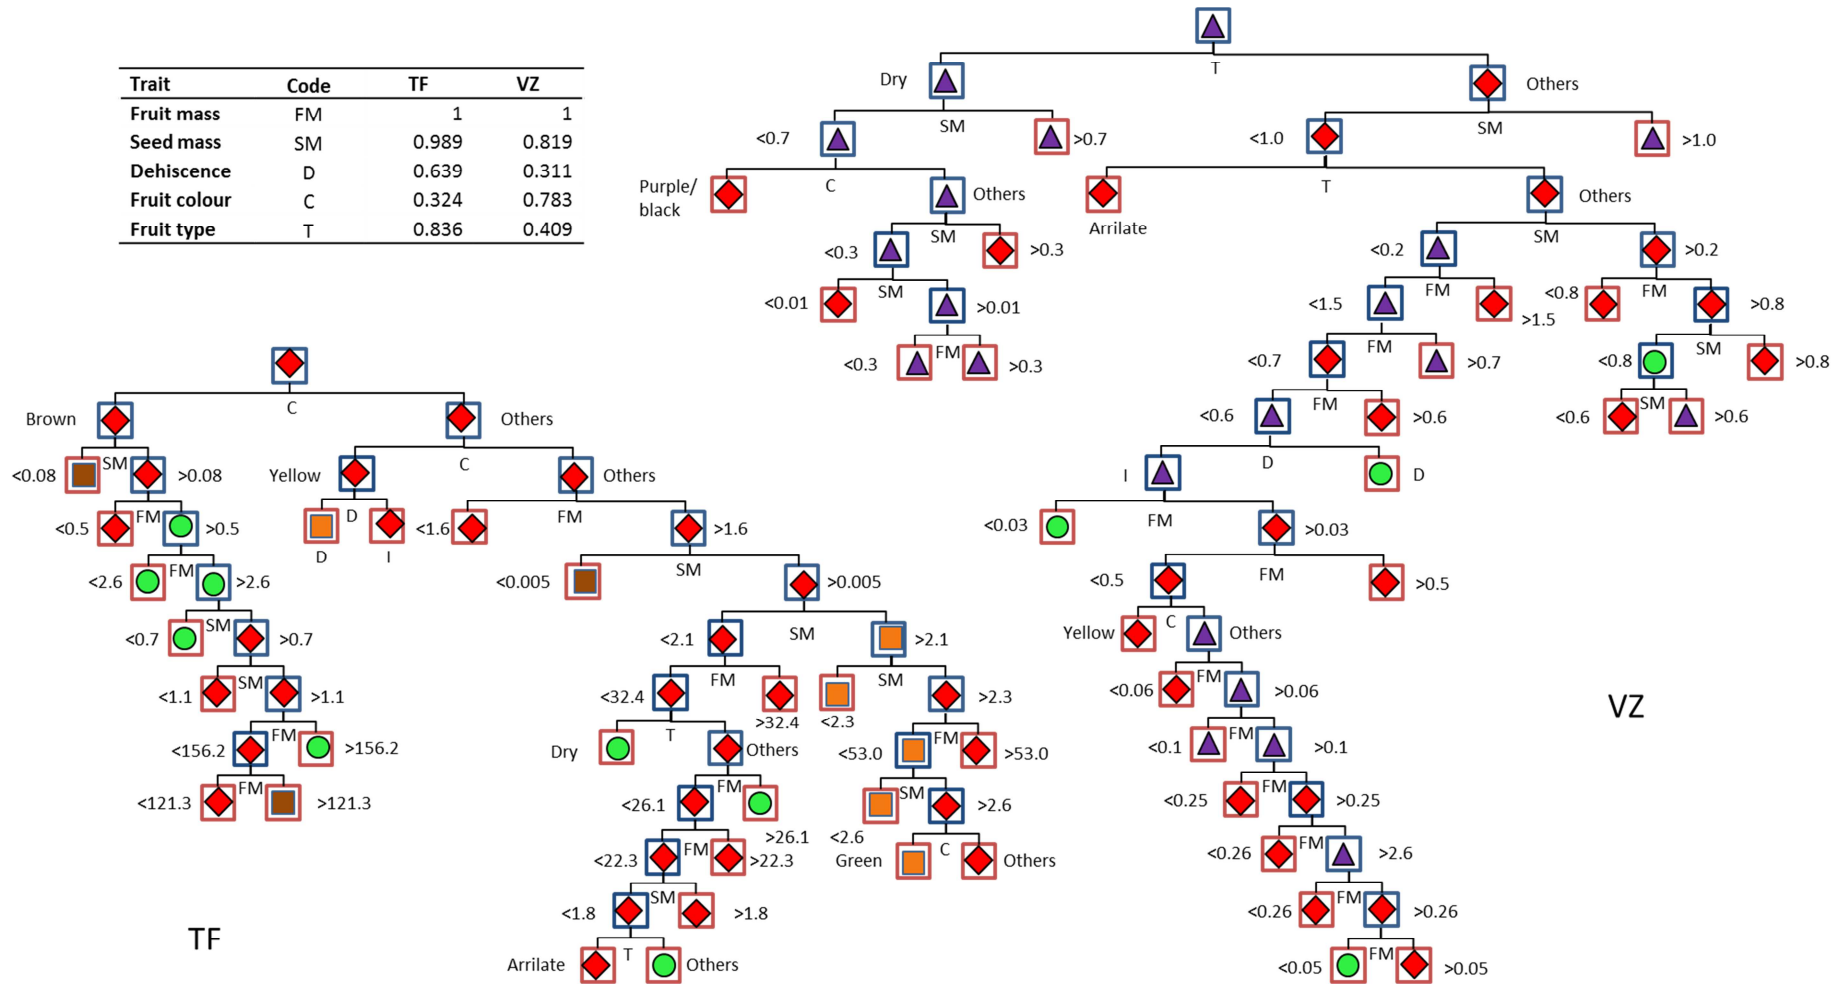 Trait Code TF VZ
Fruit mass FM 1 1
Seed mass SM 0.989 0.819
Dehiscence D 0.639 0.311
Fruit colour C 0.324 0.783
Fruit type T 0.836 0.409
T
Dry Others
SM SM
<0.7 >0.7 <1.0 >1.0
C T
Purple/
black
Others Arrilate Others
SM SM
<0.3 >0.3 <0.2 >0.2
SM FM FM
<0.01 >0.01 <1.5 >1.5 <0.8 >0.8
FM FM SM
<0.3 >0.3 <0.7 >0.7 <0.8 >0.8
FM SM
<0.6 >0.6 <0.6 >0.6
D
I D
FM
<0.03 >0.03
FM
<0.5 >0.5
C
Yellow Others
FM
<0.06 >0.06
FM
<0.1 >0.1
FM
<0.25 >0.25
FM
<0.26 >2.6
FM
<0.26 >0.26
FM
<0.05 >0.05
VZ
C
Brown Others
SM C
<0.08 >0.08 Yellow Others
FM D FM
<0.5 >0.5 D I <1.6 >1.6
FM SM
<2.6 >2.6 <0.005 >0.005
SM SM
<0.7 >0.7 <2.1 >2.1
SM FM SM
<1.1 >1.1 <32.4 >32.4 <2.3 >2.3
FM T FM
<156.2 >156.2 Dry Others <53.0 >53.0
FM FM SM
<121.3 >121.3 <26.1 >26.1 <2.6 >2.6
FM C
<22.3 >22.3 Green Others
SM
<1.8 >1.8
T
Arrilate Others
TF